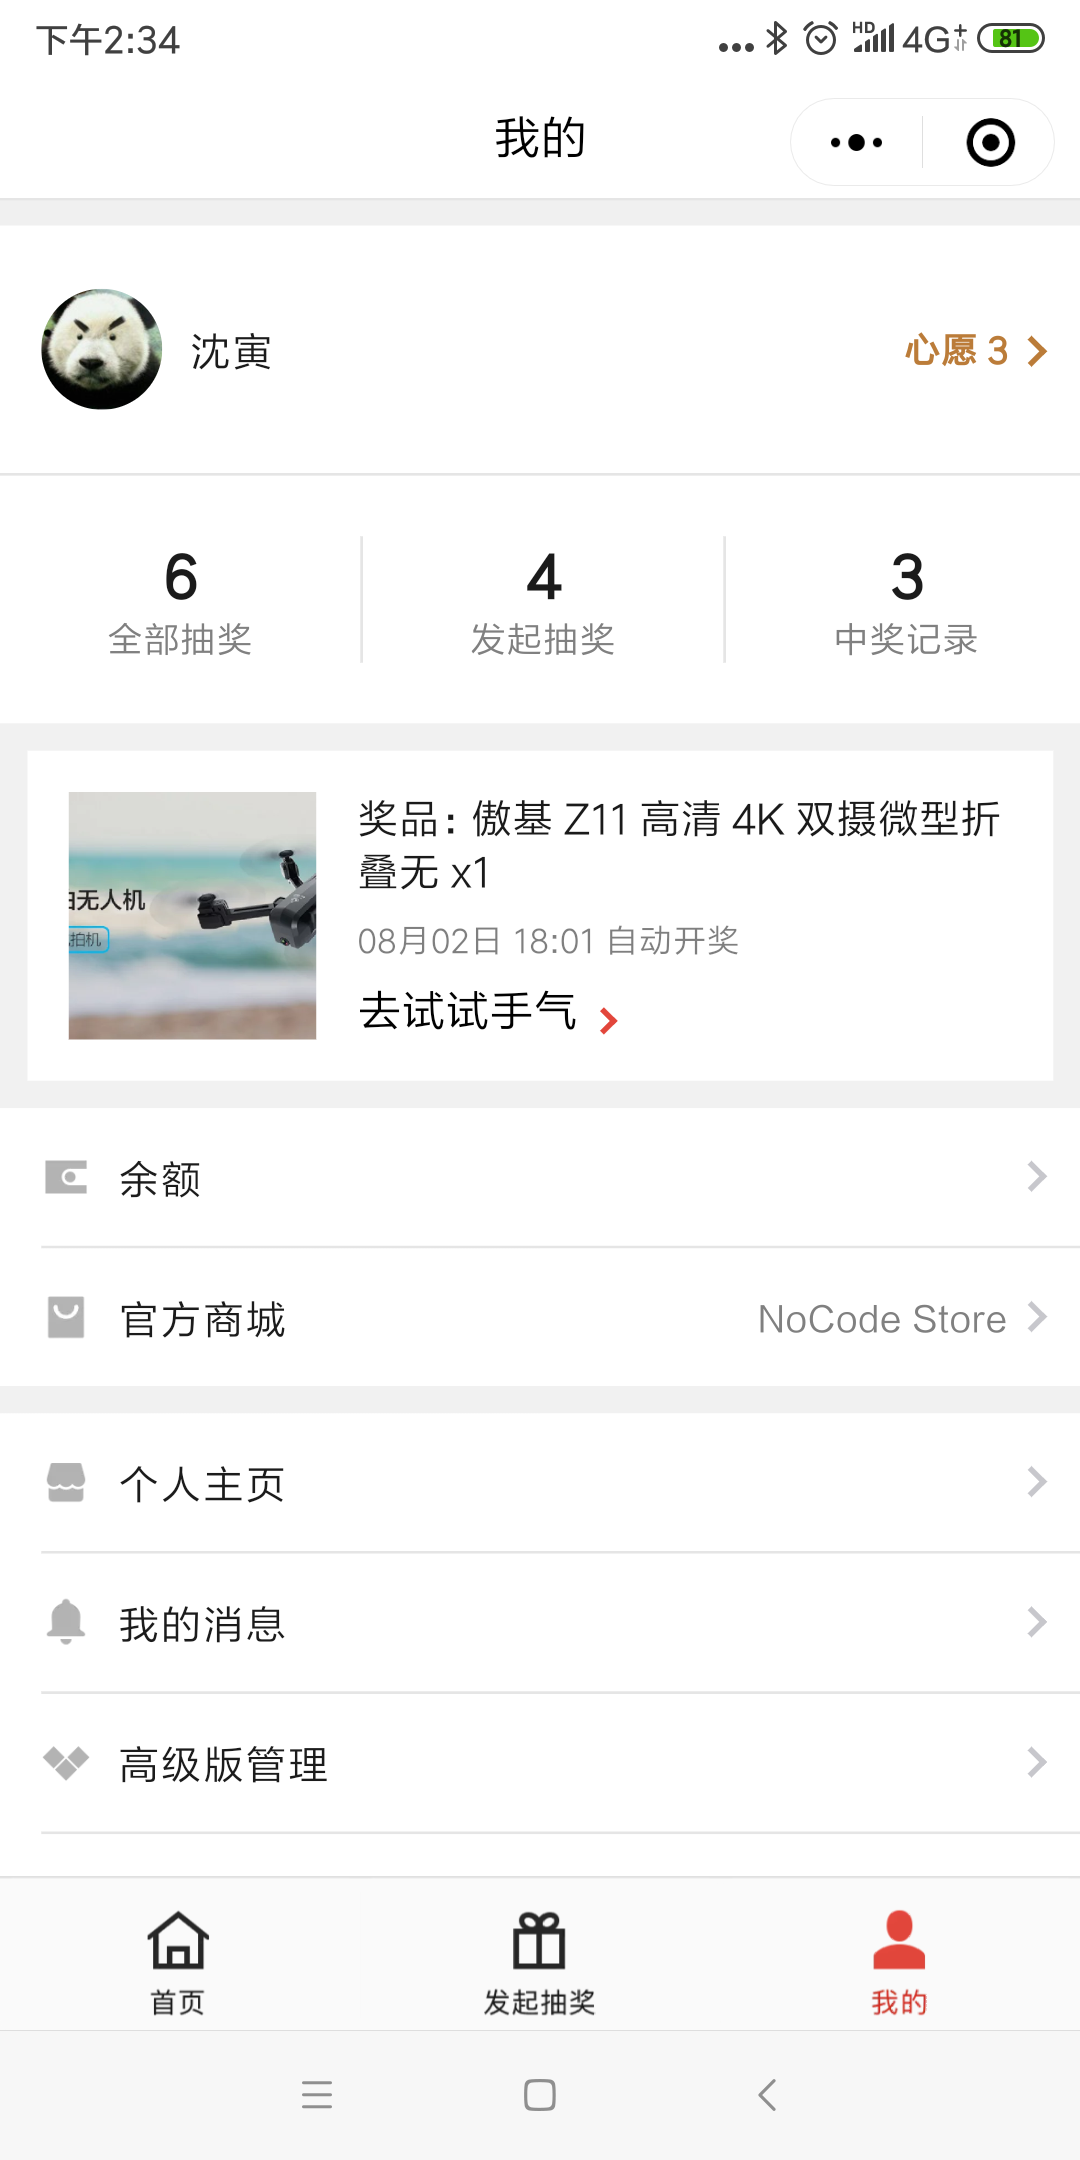 下午2:34
HD
4G+
81
我的
沈寅
心愿 3
6
全部抽奖
4
发起抽奖
3
中奖记录
奖品：傲基 Z11 高清 4K 双摄微型折
叠无 x1
08月02日 18:01 自动开奖
去试试手气
无人机
拍机
余额
官方商城
NoCode Store
个人主页
我的消息
高级版管理
首页
发起抽奖
我的